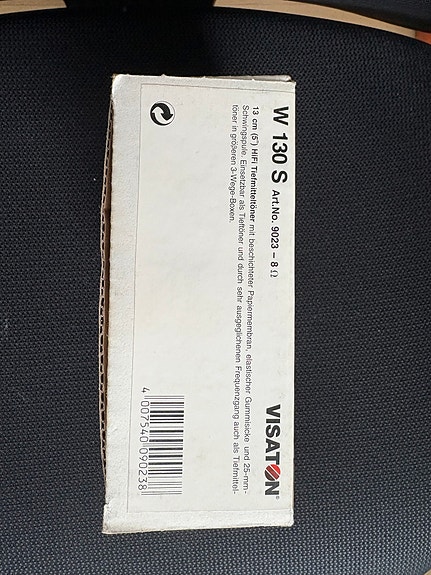 W 130 S Art.No. 9023 – 8 Ω
VISATON®
13 cm (5") HiFi Tiefmitteltöner mit beschichteter Papiermembran, elastischer Gummisicke und 25-mm-
Schwingspule. Einsetzbar als Tieftöner und durch sehr ausgeglichenen Frequenzgang auch als Tiefmittel-
töner in größeren 3-Wege-Boxen.
4 007540 090238